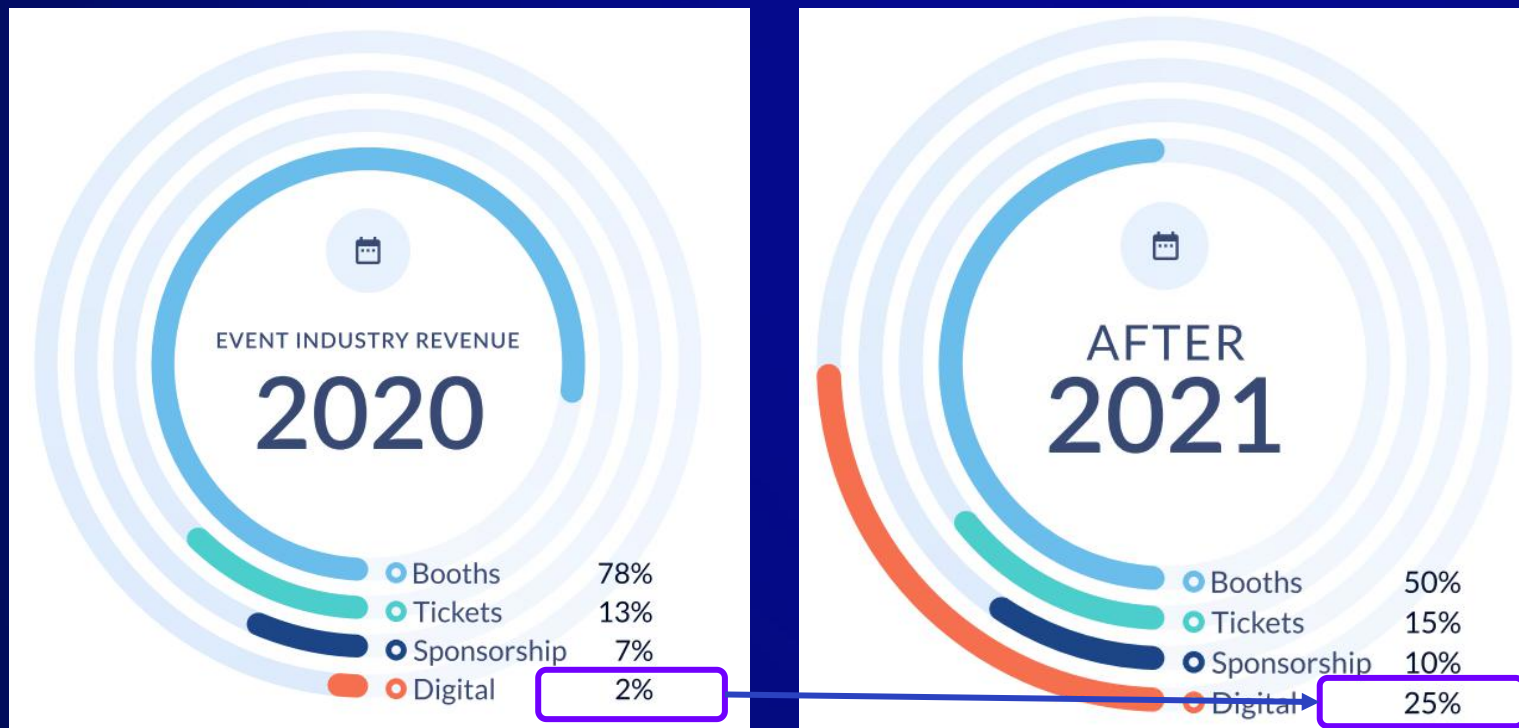 EVENT INDUSTRY REVENUE
2020
Booths 78%
Tickets 13%
Sponsorship 7%
Digital 2%
AFTER
2021
Booths 50%
Tickets 15%
Sponsorship 10%
Digital 25%